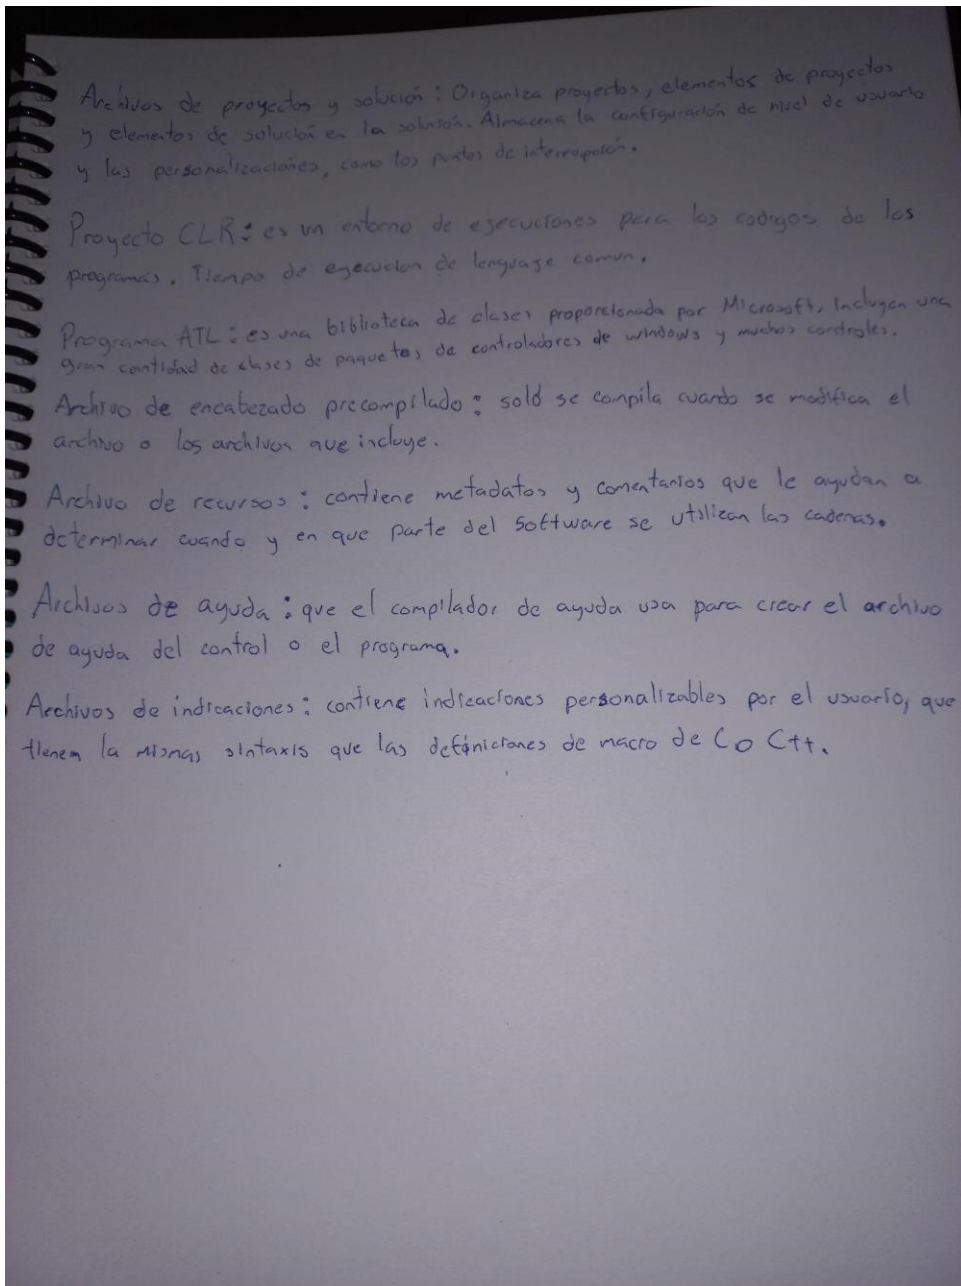 Archivos de proyectos y solución: Organiza proyectos, elementos de proyectos
y elementos de solución en la solución. Almacena la configuración de nivel de usuario
y las personalizaciones, como los puntos de interrupción.
Proyecto CLR: es un entorno de ejecuciones para los codigos de los
programas. Tiempo de ejecucion de lenguaje comun.
Programa ATL: es una biblioteca de clases proporcionada por Microsoft, Incluyen una
gran cantidad de clases de paquetes de controladores de windows y muchos controles.
Archivo de encabezado precompilado: soló se compila cuando se modifica el
archivo o los archivos que incluye.
Archivo de recursos: contiene metadatos y comentarios que le ayudan a
determinar cuando y en que parte del Software se utilizan las cadenas.
Archivos de ayuda: que el compilador de ayuda usa para crear el archivo
de ayuda del control o el programa.
Archivos de indicaciones: contiene indicaciones personalizables por el usuario, que
tienen la mismas sintaxis que las definiciones de macro de C o C++.